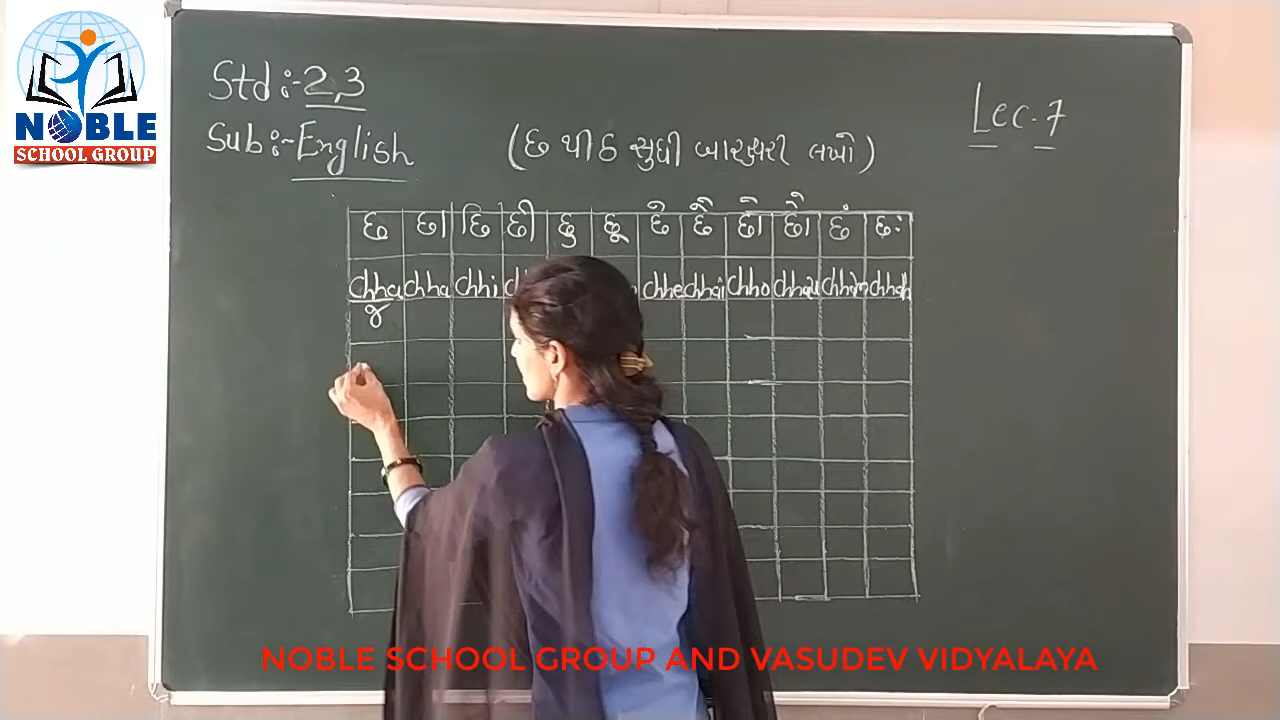 NOBLE
SCHOOL GROUP
Std :- 2,3
Sub :- English
Lec. 7
(છ થી ઠ સુધી બારક્ષરી લખો)
છ છા છિ છી છુ છૂ છે છૈ છો છૌ છં છઃ
chha chha chhi chhe chhai chho chhau chham chhah
જ
NOBLE SCHOOL GROUP AND VASUDEV VIDYALAYA